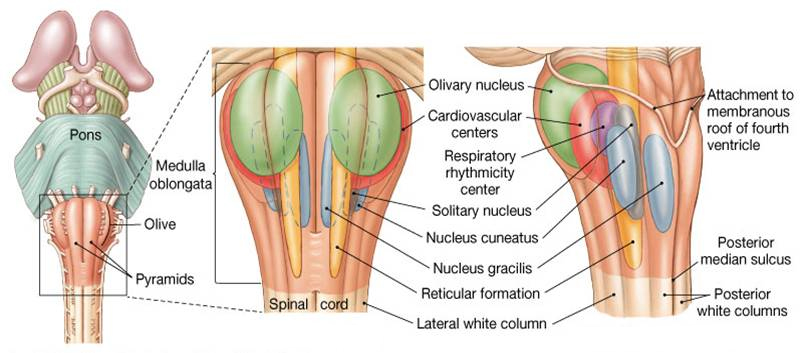 Pons
Medulla
oblongata
Olive
Pyramids
Spinal cord
Olivary nucleus
Cardiovascular
centers
Respiratory
rhythmicity
center
Solitary nucleus
Nucleus cuneatus
Nucleus gracilis
Reticular formation
Lateral white column
Attachment to
membranous
roof of fourth
ventricle
Posterior
median sulcus
Posterior
white columns